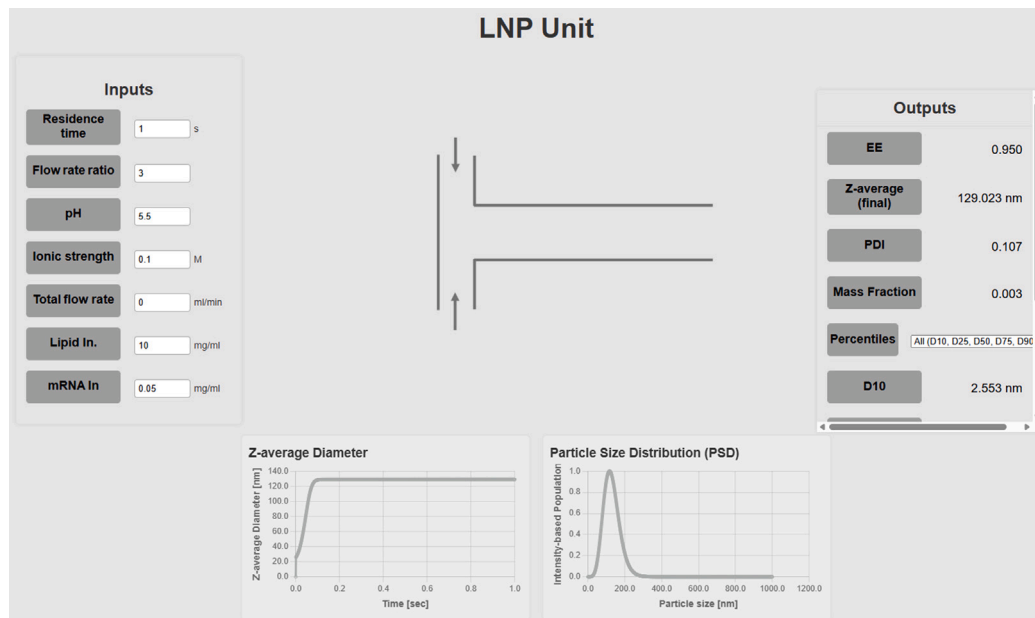 LNP Unit
Inputs
Residence
time
1
s
Flow rate ratio
3
pH
5.5
Ionic strength
0.1
M
Total flow rate
0
ml/min
Lipid In.
10
mg/ml
mRNA In
0.05
mg/ml
Outputs
EE
0.950
Z-average
(final)
129.023 nm
PDI
0.107
Mass Fraction
0.003
Percentiles
All (D10, D25, D50, D75, D90
D10
2.553 nm
Z-average Diameter
Z-average Diameter [nm]
140.0
120.0
100.0
80.0
60.0
40.0
20.0
0.0
0.0 0.2 0.4 0.6 0.8 1.0
Time [sec]
Particle Size Distribution (PSD)
Intensity-based Population
1.0
0.8
0.6
0.4
0.2
0.0
0.0 200.0 400.0 600.0 800.0 1000.0 1200.0
Particle size [nm]